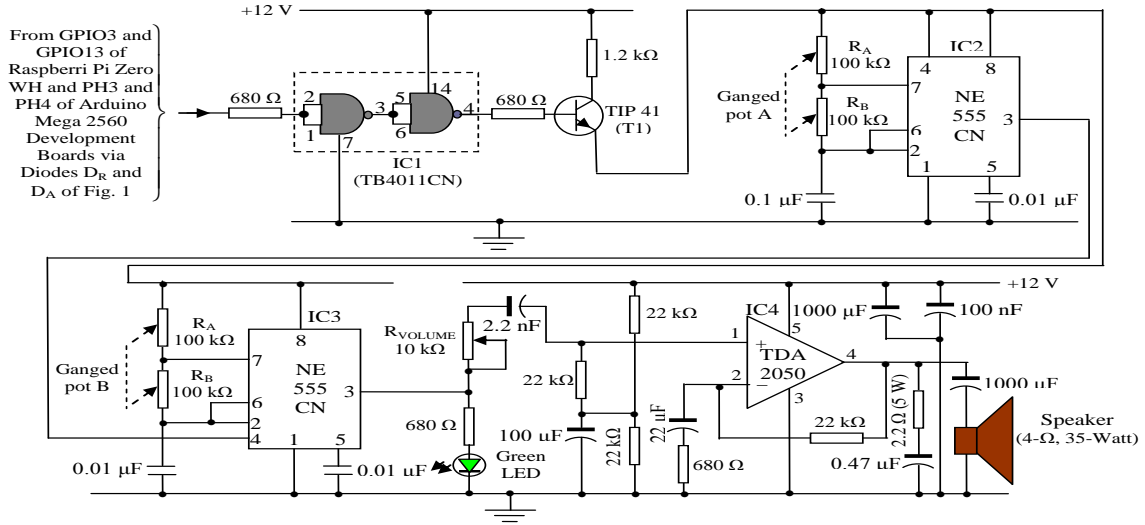 +12 V
From GPIO3 and
GPIO13 of
Raspberri Pi Zero
WH and PH3 and
PH4 of Arduino
Mega 2560
Development
Boards via
Diodes D_R and
D_A of Fig. 1
680 Ω
2
1
3
7
5
6
14
4
IC1
(TB4011CN)
680 Ω
1.2 kΩ
TIP 41
(T1)
Ganged
pot A
R_A
100 kΩ
R_B
100 kΩ
0.1 µF
IC2
4
8
7
6
2
1
5
3
NE
555
CN
0.01 µF
Ganged
pot B
R_A
100 kΩ
R_B
100 kΩ
0.01 µF
IC3
8
7
6
2
4
1
5
3
NE
555
CN
0.01 µF
R_VOLUME
10 kΩ
2.2 nF
680 Ω
Green
LED
22 kΩ
100 µF
22 kΩ
22 kΩ
22 µF
680 Ω
IC4
1
+
2
−
5
4
3
TDA
2050
22 kΩ
1000 µF
100 nF
+12 V
2.2 Ω (5 W)
0.47 µF
1000 µF
Speaker
(4-Ω, 35-Watt)